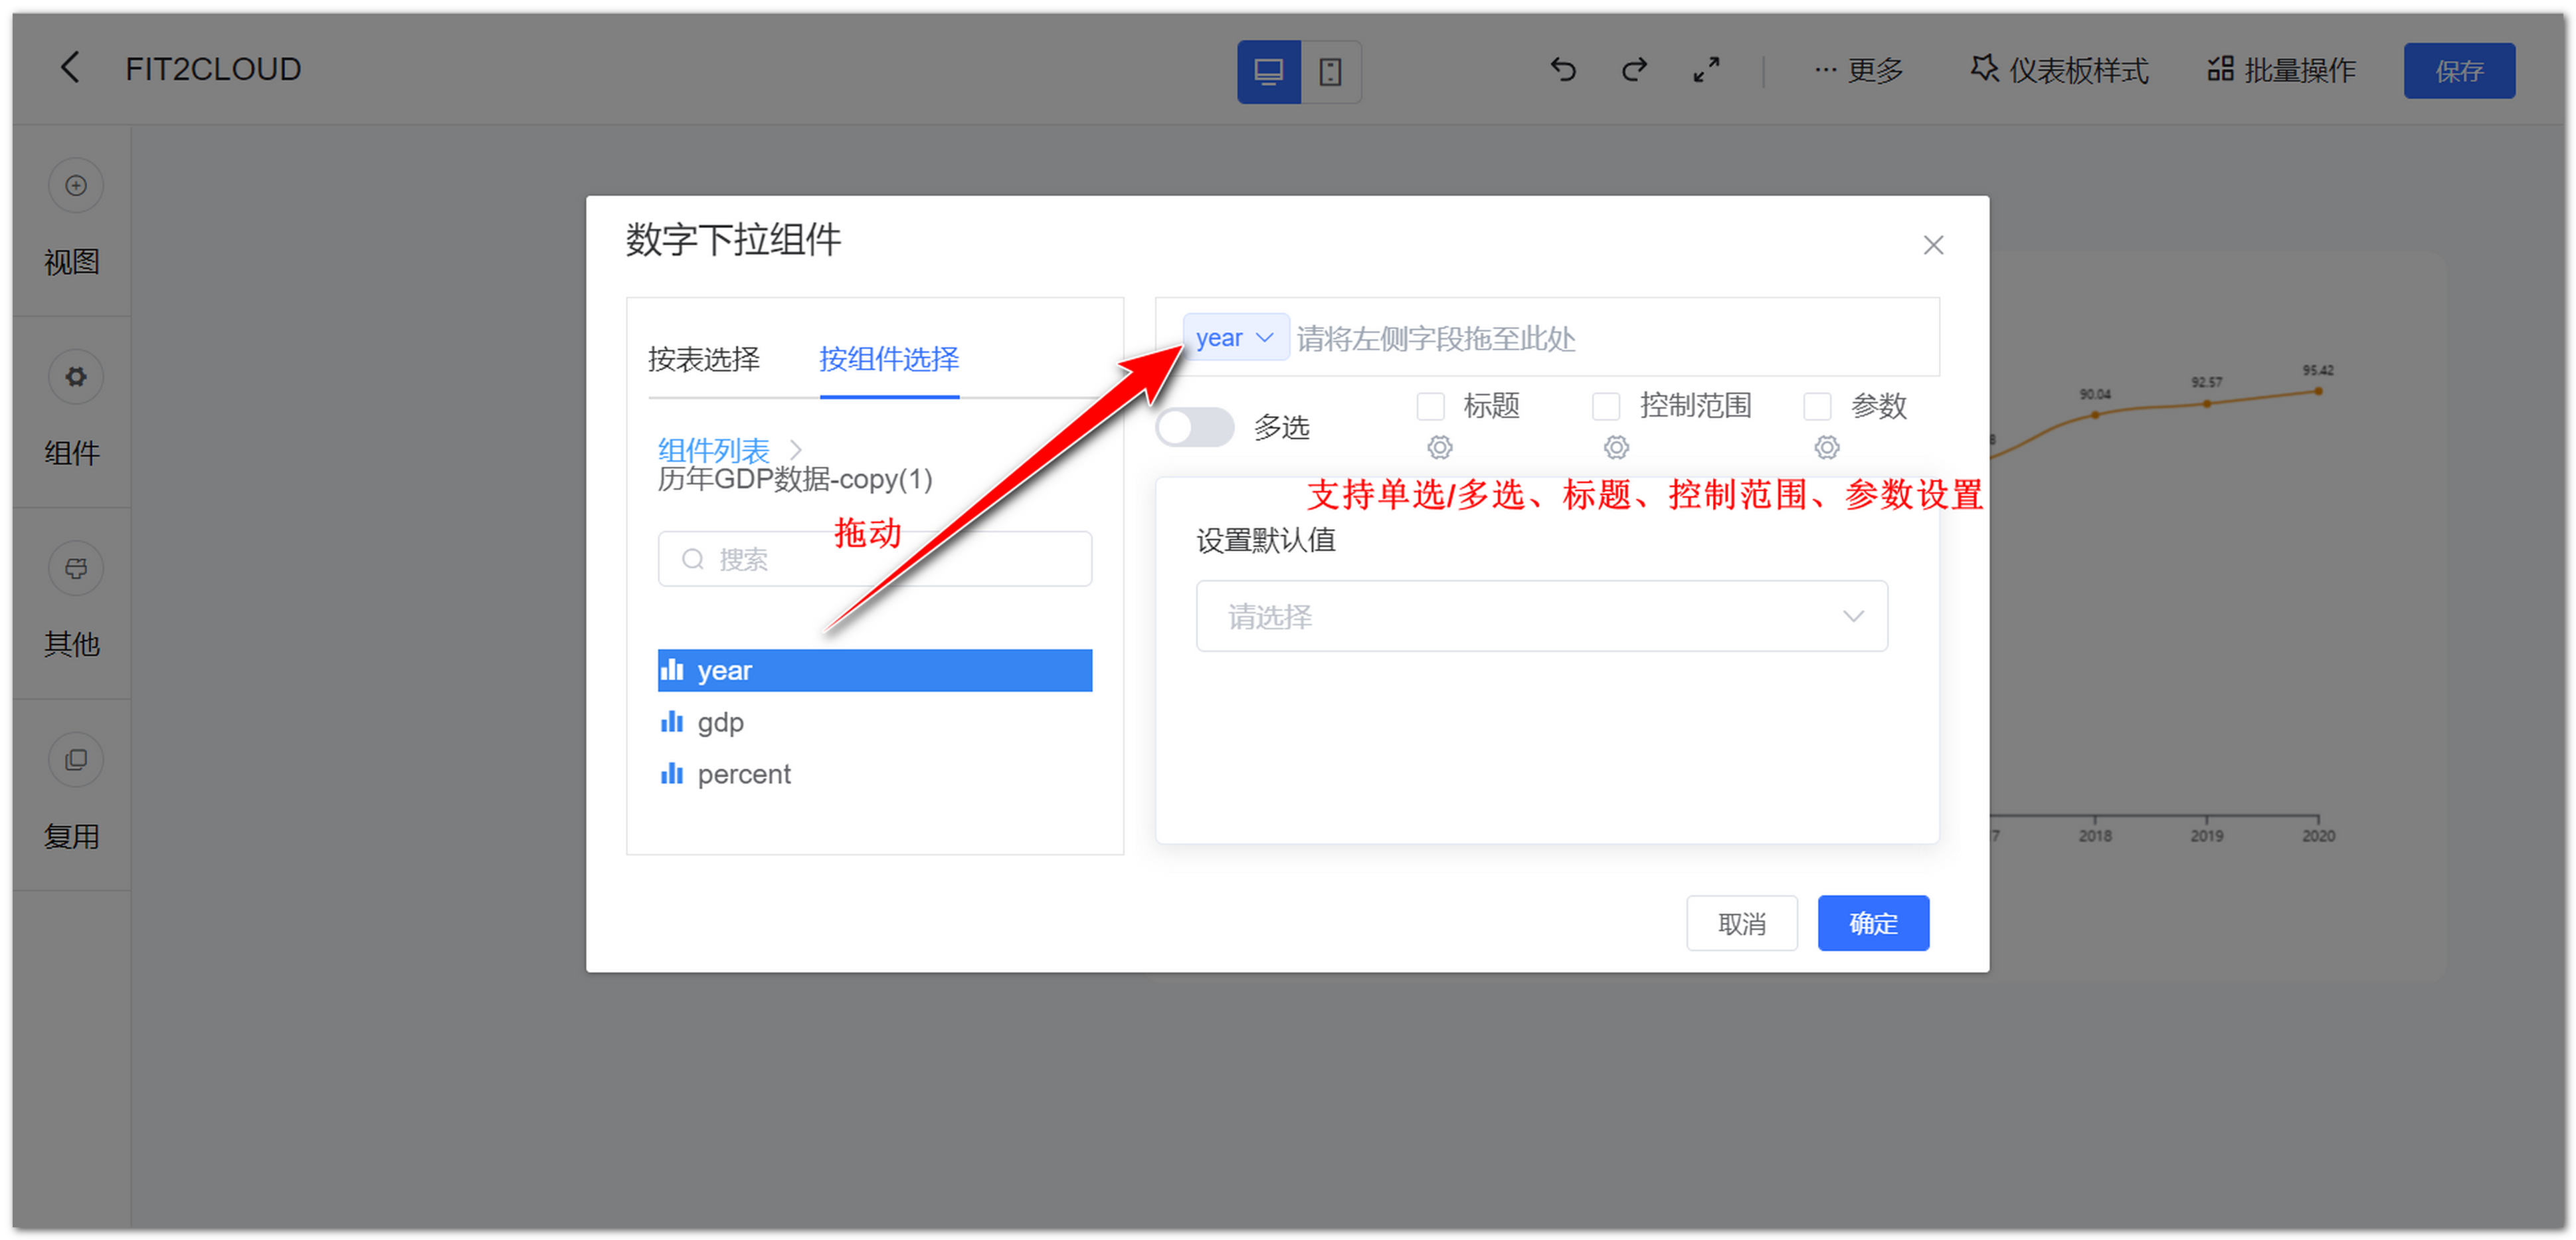 FIT2CLOUD
更多
仪表板样式
批量操作
保存
视图
组件
其他
复用
数字下拉组件
按表选择
按组件选择
组件列表
历年GDP数据-copy(1)
拖动
搜索
year
gdp
percent
year
请将左侧字段拖至此处
多选
标题
控制范围
参数
支持单选/多选、标题、控制范围、参数设置
设置默认值
请选择
取消
确定
8
90.04
92.57
95.42
7
2018
2019
2020